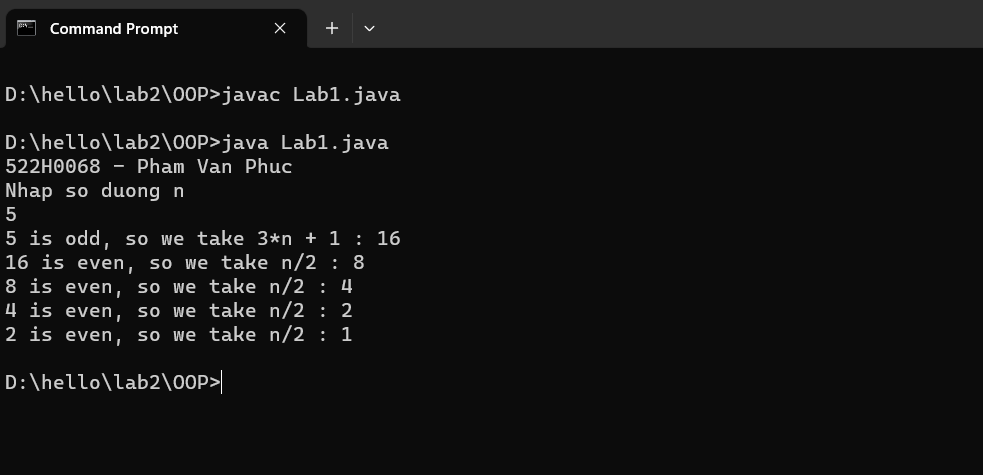 Command Prompt
D:\hello\lab2\OOP>javac Lab1.java
D:\hello\lab2\OOP>java Lab1.java
522H0068 - Pham Van Phuc
Nhap so duong n
5
5 is odd, so we take 3*n + 1 : 16
16 is even, so we take n/2 : 8
8 is even, so we take n/2 : 4
4 is even, so we take n/2 : 2
2 is even, so we take n/2 : 1
D:\hello\lab2\OOP>